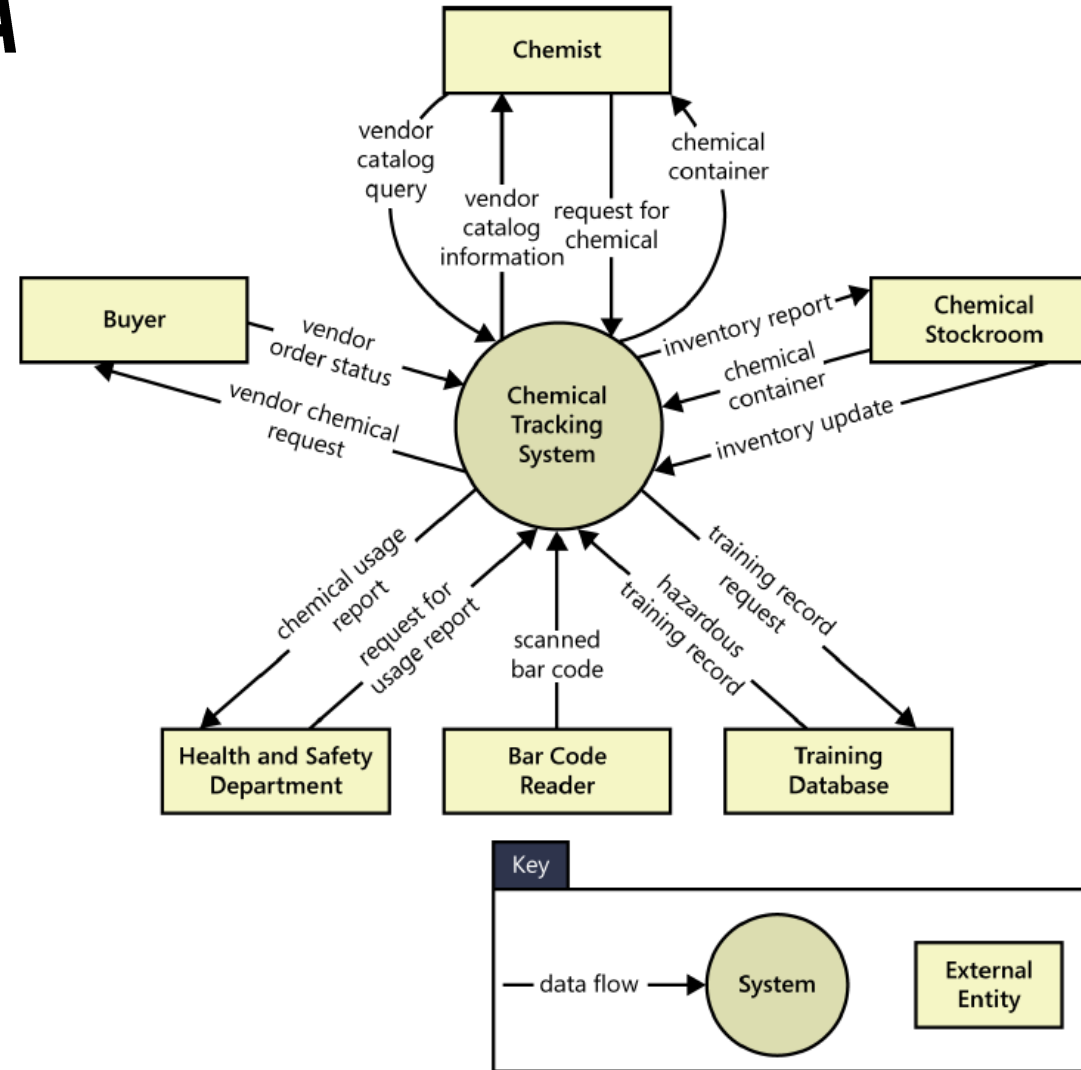 A
Chemist
vendor
catalog
query
vendor
catalog
information
request for
chemical
chemical
container
Buyer
vendor
order status
vendor chemical
request
Chemical
Tracking
System
inventory report
chemical
container
inventory update
Chemical
Stockroom
chemical usage
report
request for
usage report
scanned
bar code
hazardous
training record
training record
request
Health and Safety
Department
Bar Code
Reader
Training
Database
Key
data flow
System
External
Entity